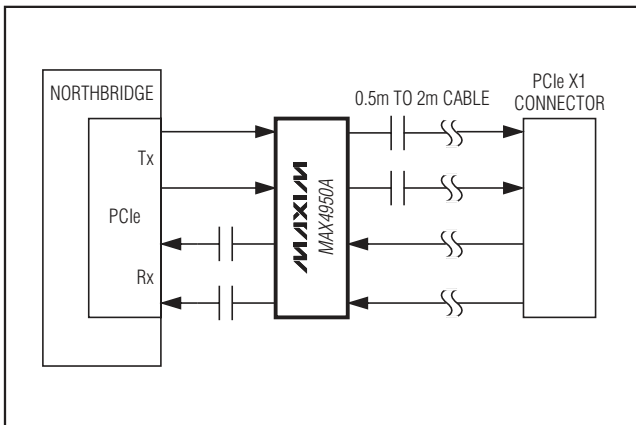 NORTHBRIDGE
PCIe
Tx
Rx
MAXIM
MAX4950A
0.5m TO 2m CABLE
PCIe X1
CONNECTOR